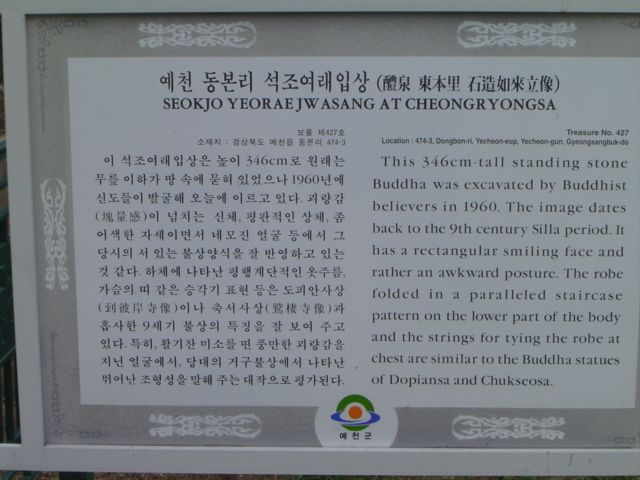 예천 동본리 석조여래입상 (醴泉 東本里 石造如來立像)
SEOKJO YEORAE JWASANG AT CHEONGRYONGSA
보물 제427호
소재지 : 경상북도 예천읍 동본리 474-3
이 석조여래입상은 높이 346cm로 원래는
무릎 이하가 땅 속에 묻혀 있었으나 1960년에
신도들이 발굴해 오늘에 이르고 있다. 괴량감
(塊量感)이 넘치는 신체, 평판적인 상체, 좀
어색한 자세이면서 네모진 얼굴 등에서 그
당시의 서 있는 불상양식을 잘 반영하고 있는
것 같다. 하체에 나타난 평행계단적인 옷주름,
가슴의 띠 같은 승각기 표현 등은 도피안사상
(到彼岸寺像)이나 축서사상(鷲棲寺像)과
흡사한 9세기 불상의 특징을 잘 보여 주고
있다. 특히, 활기찬 미소를 띤 풍만한 괴량감을
지닌 얼굴에서, 당대의 거구불상에서 나타난
뛰어난 조형성을 말해 주는 대작으로 평가된다.
Treasure No. 427
Location : 474-3, Dongbon-ri, Yecheon-eup, Yecheon-gun, Gyeongsangbuk-do
This 346cm-tall standing stone
Buddha was excavated by Buddhist
believers in 1960. The image dates
back to the 9th century Silla period. It
has a rectangular smiling face and
rather an awkward posture. The robe
folded in a paralleled staircase
pattern on the lower part of the body
and the strings for tying the robe at
chest are similar to the Buddha statues
of Dopiansa and Chukseosa.
예천군